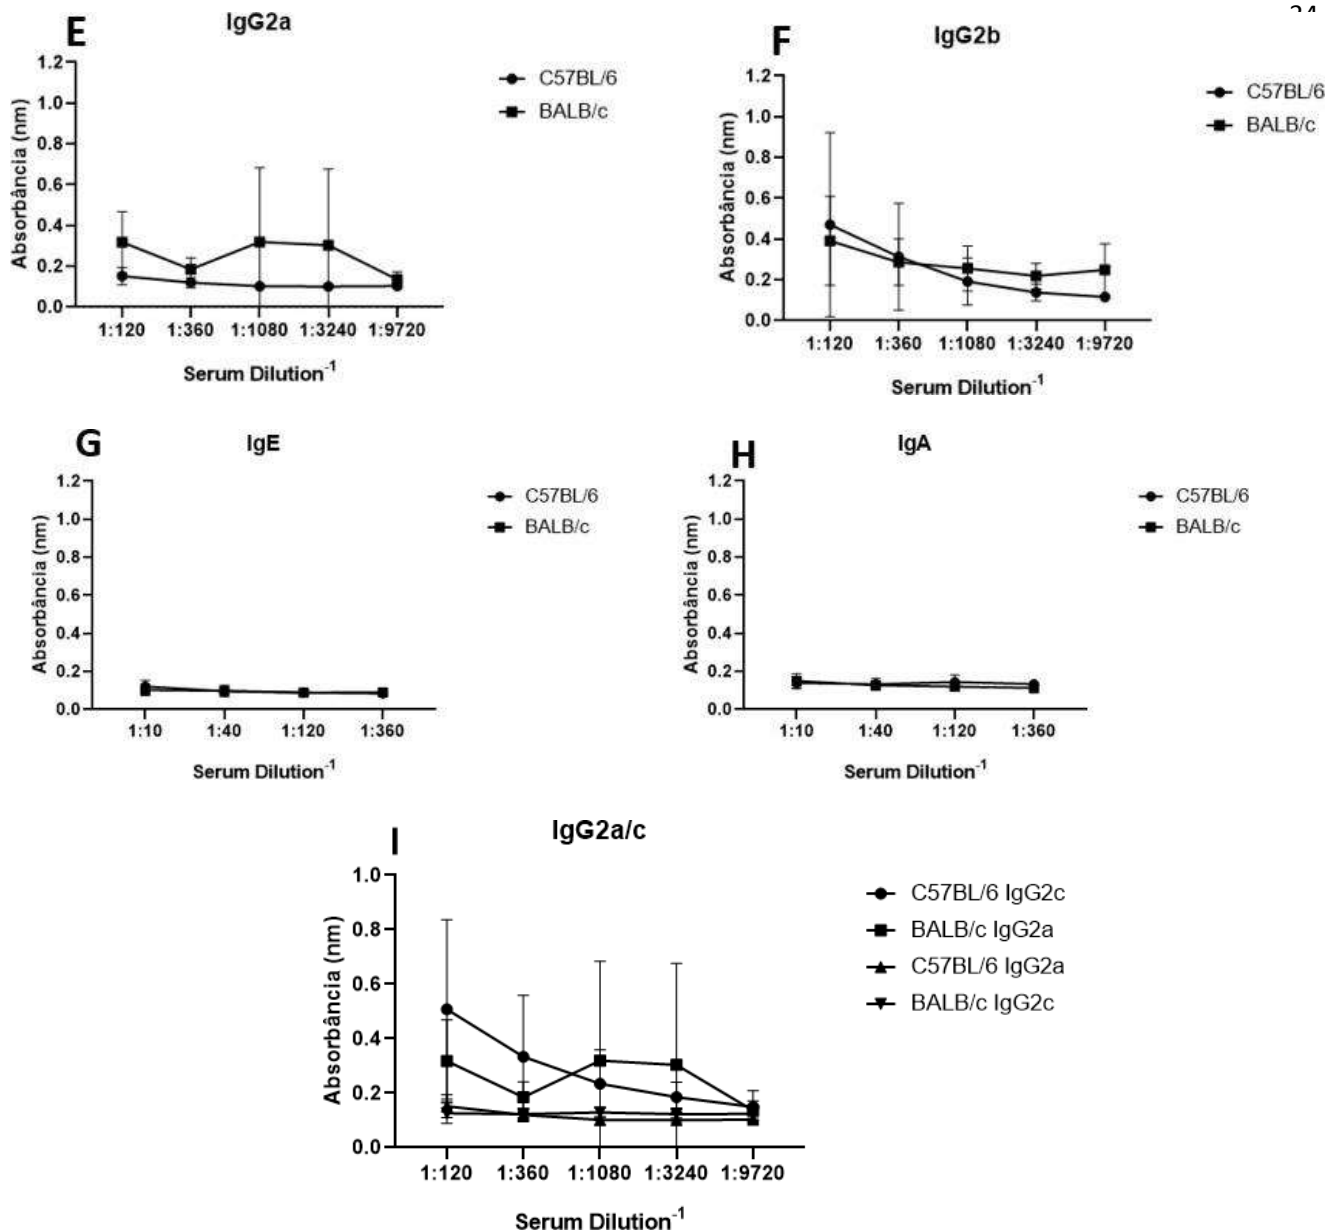 E
IgG2a
1.2
1.0
0.8
0.6
0.4
0.2
0.0
Absorbância (nm)
1:120 1:360 1:1080 1:3240 1:9720
Serum Dilution-1
C57BL/6
BALB/c
F
IgG2b
1.2
1.0
0.8
0.6
0.4
0.2
0.0
Absorbância (nm)
1:120 1:360 1:1080 1:3240 1:9720
Serum Dilution-1
C57BL/6
BALB/c
G
IgE
1.2
1.0
0.8
0.6
0.4
0.2
0.0
Absorbância (nm)
1:10 1:40 1:120 1:360
Serum Dilution-1
C57BL/6
BALB/c
H
IgA
1.2
1.0
0.8
0.6
0.4
0.2
0.0
Absorbância (nm)
1:10 1:40 1:120 1:360
Serum Dilution-1
C57BL/6
BALB/c
I
IgG2a/c
1.0
0.8
0.6
0.4
0.2
0.0
Absorbância (nm)
1:120 1:360 1:1080 1:3240 1:9720
Serum Dilution-1
C57BL/6 IgG2c
BALB/c IgG2a
C57BL/6 IgG2a
BALB/c IgG2c